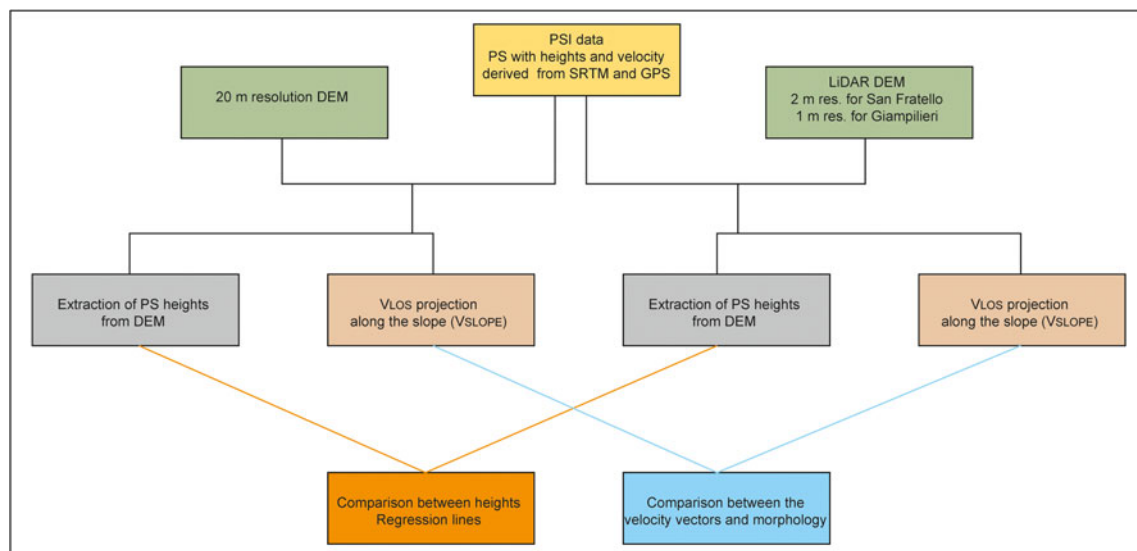 PSI data
PS with heights and velocity
derived from SRTM and GPS
20 m resolution DEM
LiDAR DEM
2 m res. for San Fratello
1 m res. for Giampilieri
Extraction of PS heights
from DEM
VLOS projection
along the slope (VSLOPE)
Extraction of PS heights
from DEM
VLOS projection
along the slope (VSLOPE)
Comparison between heights
Regression lines
Comparison between the
velocity vectors and morphology